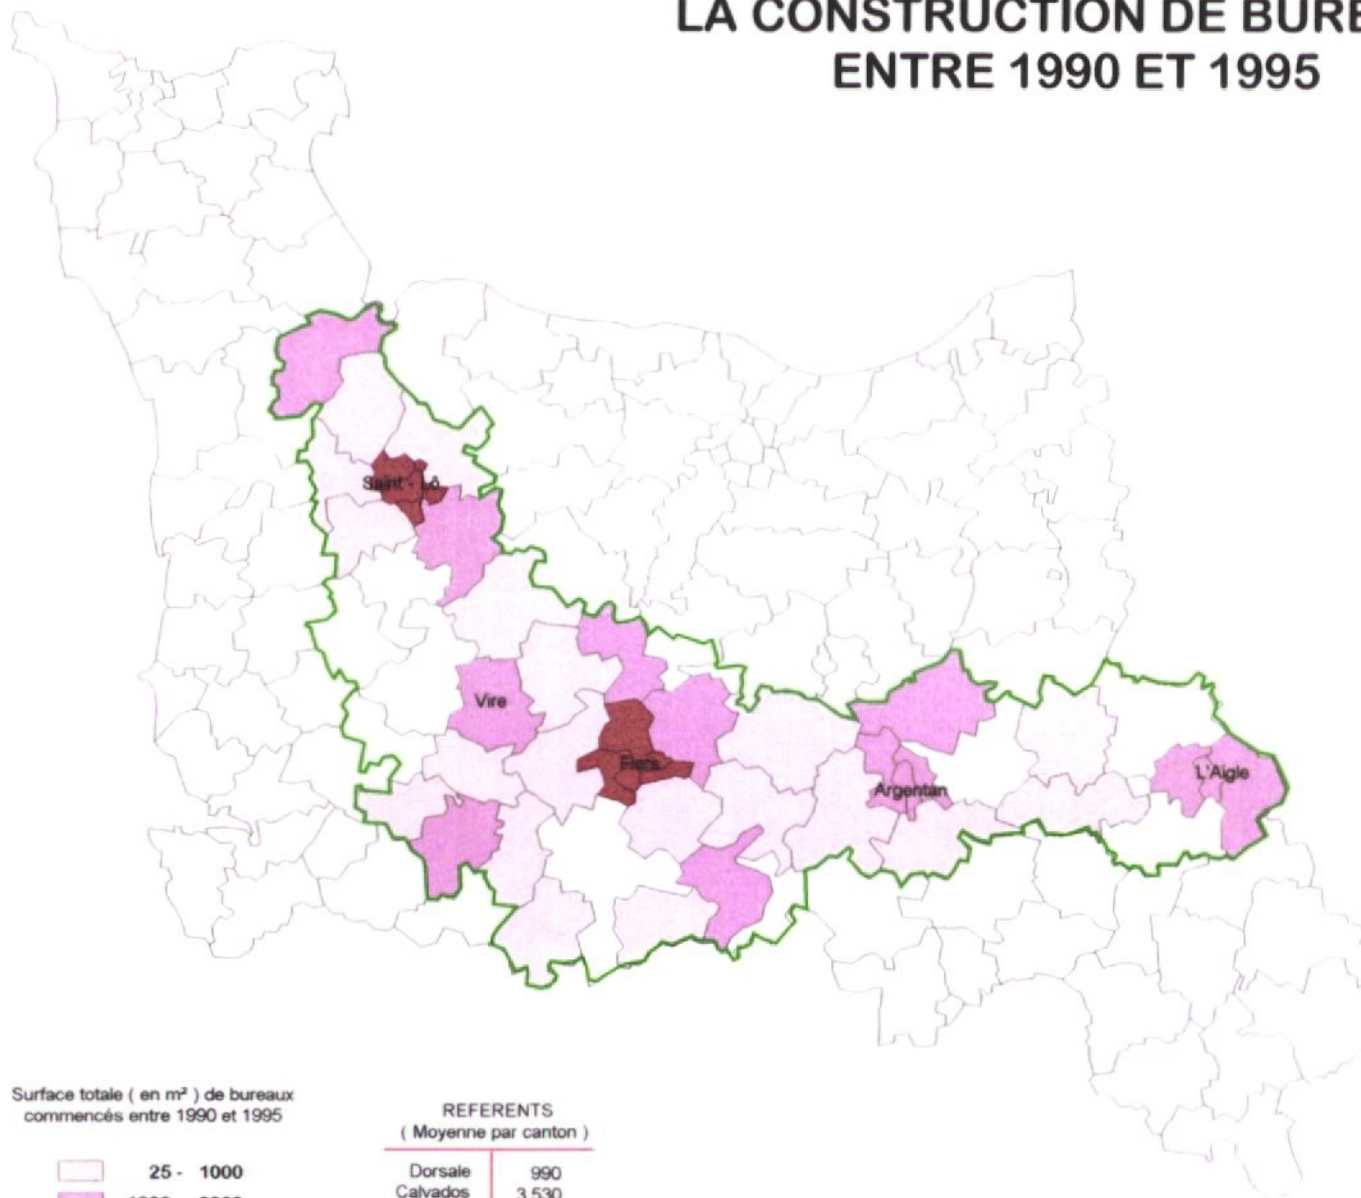 LA CONSTRUCTION DE BURE
ENTRE 1990 ET 1995
Saint - Lô
Vire
Flers
Argentan
L'Aigle
Surface totale ( en m² ) de bureaux
commencés entre 1990 et 1995
25 - 1000
REFERENTS
( Moyenne par canton )
Dorsale 990
Calvados 3 530